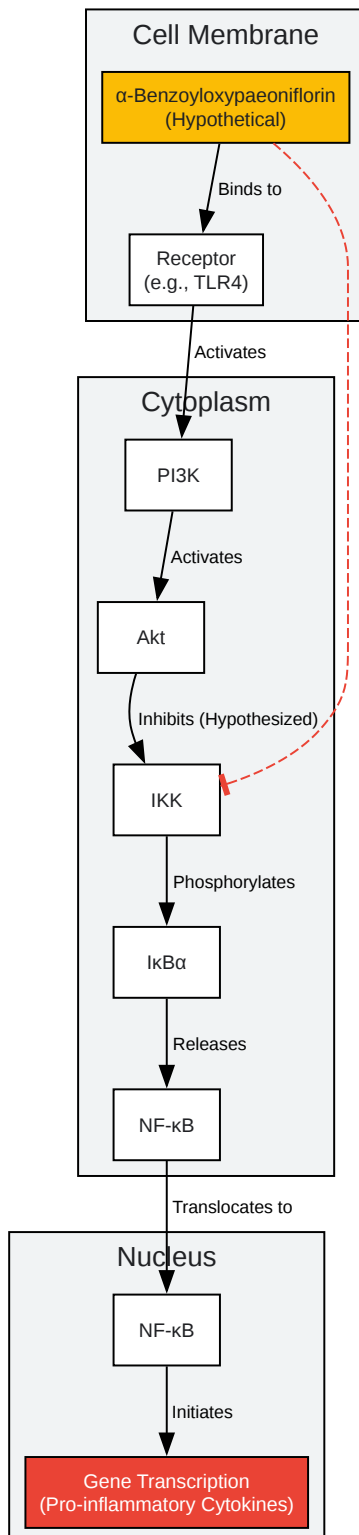 Cell Membrane
α-Benzoyloxypaeoniflorin
(Hypothetical)
Binds to
Receptor
(e.g., TLR4)
Activates
Cytoplasm
PI3K
Activates
Akt
Inhibits (Hypothesized)
IKK
Phosphorylates
IκBα
Releases
NF-κB
Translocates to
Nucleus
NF-κB
Initiates
Gene Transcription
(Pro-inflammatory Cytokines)